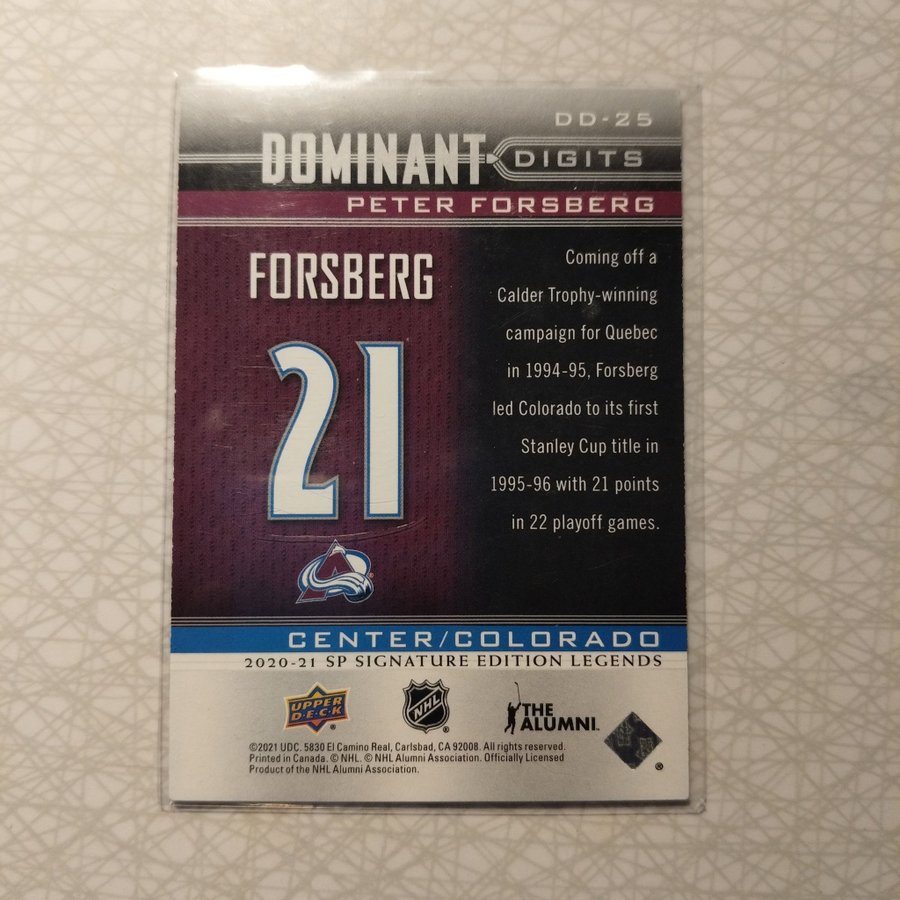 DD-25
DOMINANT DIGITS
PETER FORSBERG
FORSBERG
21
Coming off a
Calder Trophy-winning
campaign for Quebec
in 1994-95, Forsberg
led Colorado to its first
Stanley Cup title in
1995-96 with 21 points
in 22 playoff games.
A
CENTER/COLORADO
2020-21 SP SIGNATURE EDITION LEGENDS
UPPER
DECK
®
NHL
®
THE
ALUMNI™
®
©2021 UDC. 5830 El Camino Real, Carlsbad, CA 92008. All rights reserved.
Printed in Canada. © NHL. © NHL Alumni Association. Officially Licensed
Product of the NHL Alumni Association.